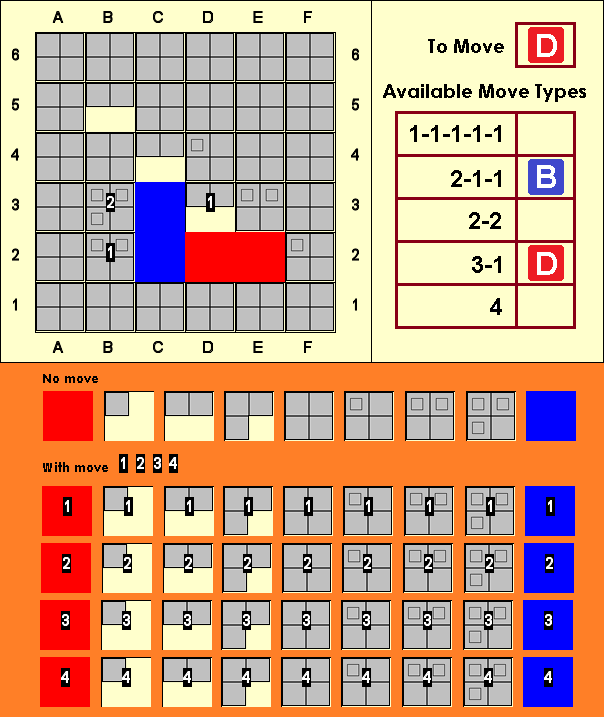 A B C D E F
6 6
5 5
4 4
3 2 1 3
2 1 2
1 1
A B C D E F
To Move D
Available Move Types
1-1-1-1-1
2-1-1 B
2-2
3-1 D
4
No move
With move 1 2 3 4
1 1 1 1 1 1 1 1 1
2 2 2 2 2 2 2 2 2
3 3 3 3 3 3 3 3 3
4 4 4 4 4 4 4 4 4